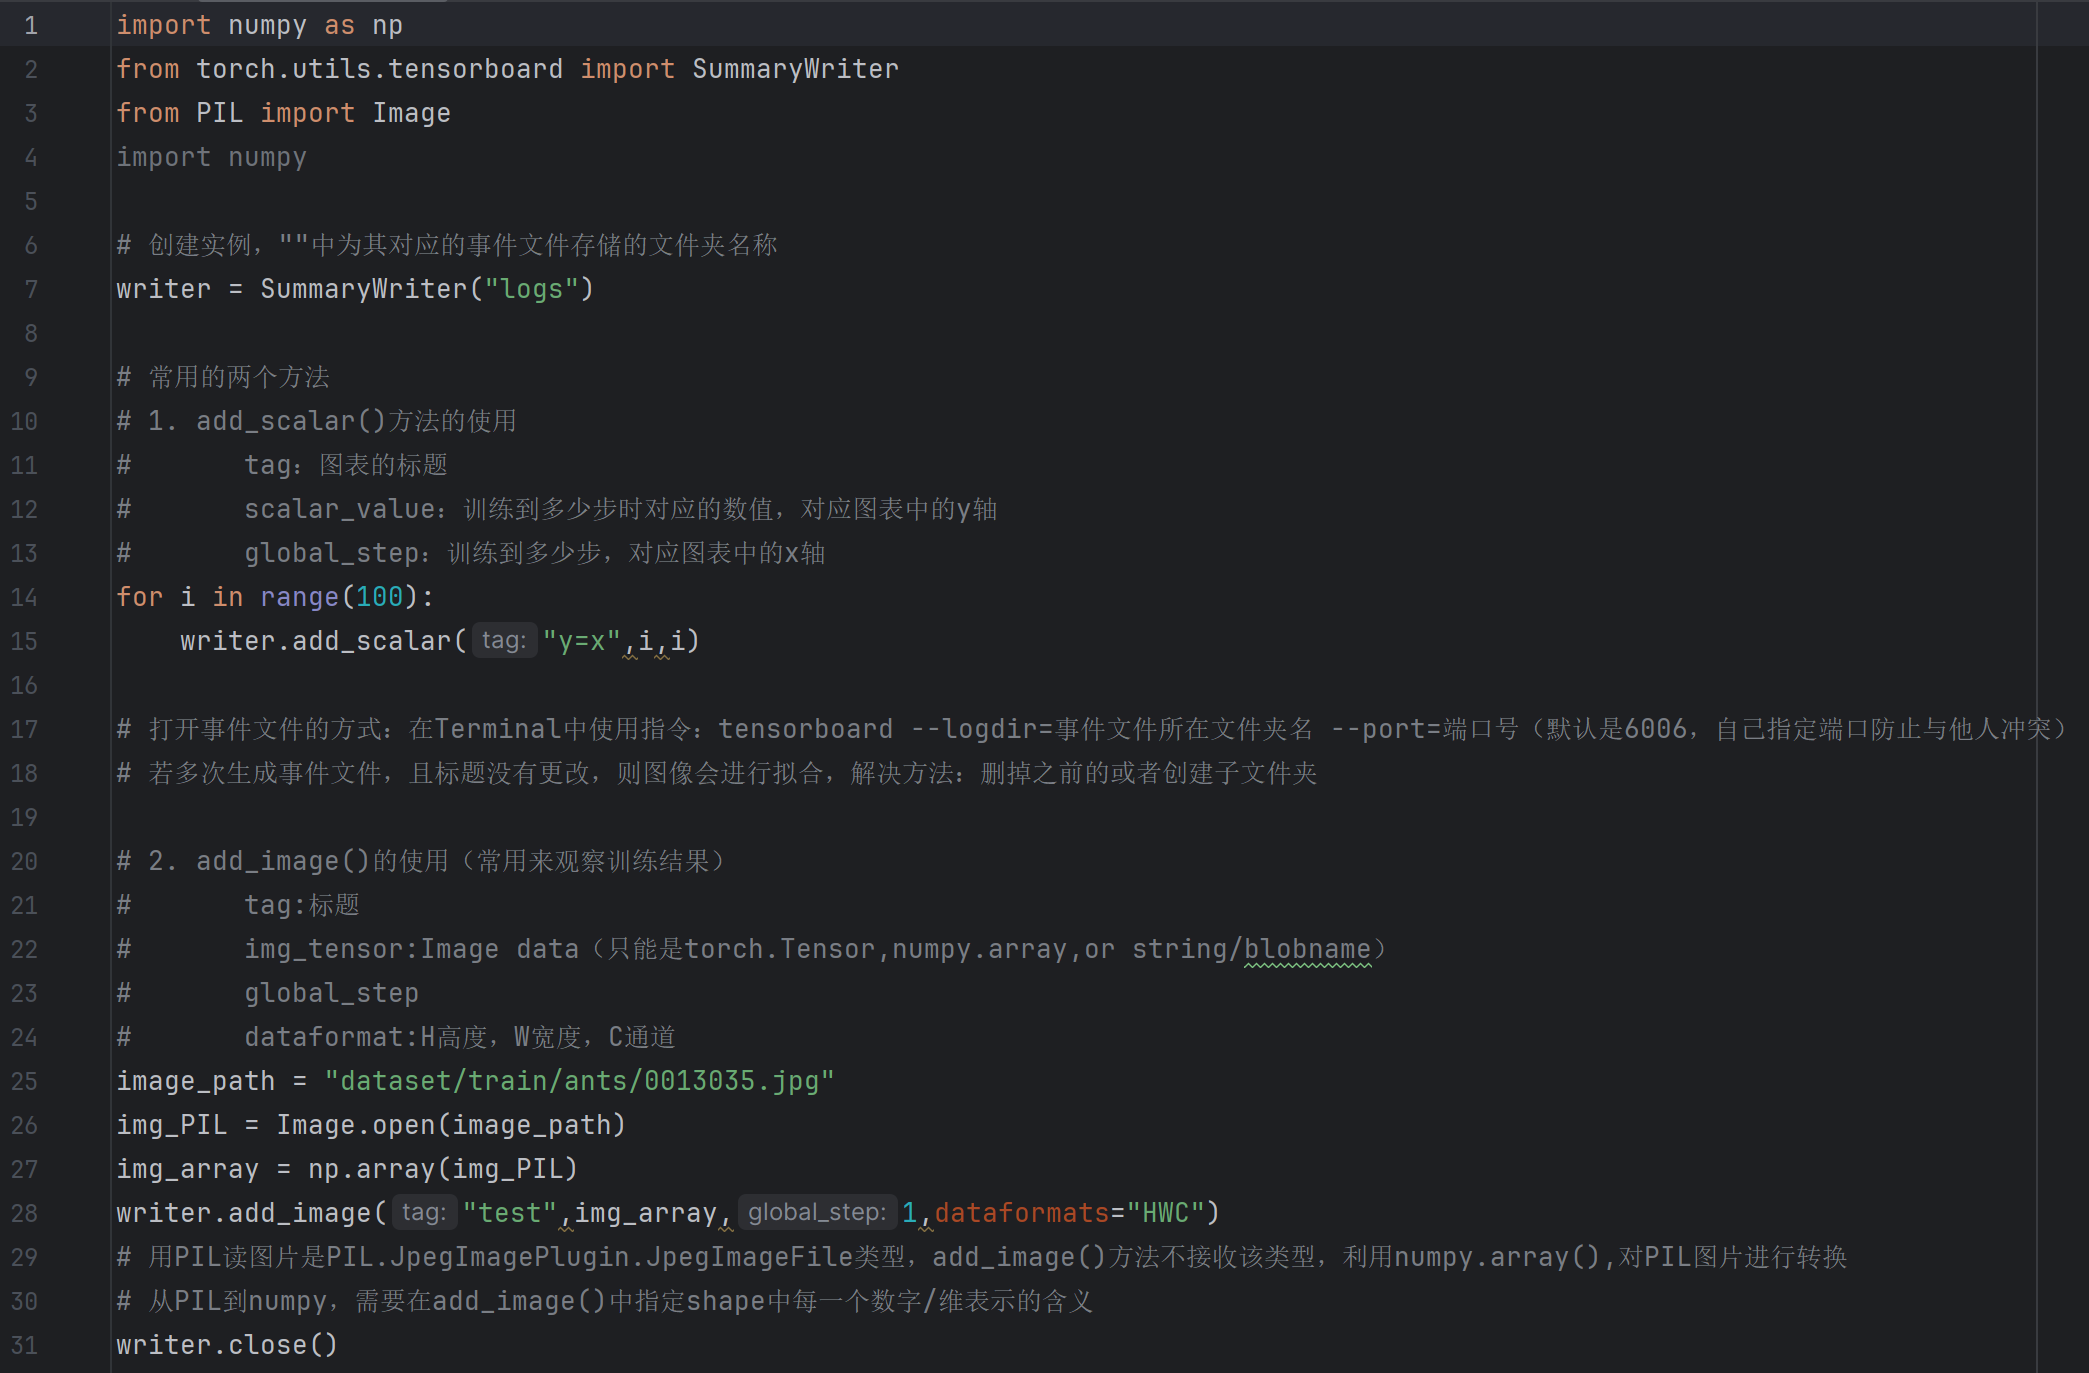 1 import numpy as np
2 from torch.utils.tensorboard import SummaryWriter
3 from PIL import Image
4 import numpy
5
6 # 创建实例，""中为其对应的事件文件存储的文件夹名称
7 writer = SummaryWriter("logs")
8
9 # 常用的两个方法
10 # 1. add_scalar()方法的使用
11 #       tag：图表的标题
12 #       scalar_value：训练到多少步时对应的数值，对应图表中的y轴
13 #       global_step：训练到多少步，对应图表中的x轴
14 for i in range(100):
15     writer.add_scalar( tag: "y=x",i,i)
16
17 # 打开事件文件的方式：在Terminal中使用指令：tensorboard --logdir=事件文件所在文件夹名 --port=端口号（默认是6006，自己指定端口防止与他人冲突）
18 # 若多次生成事件文件，且标题没有更改，则图像会进行拟合，解决方法：删掉之前的或者创建子文件夹
19
20 # 2. add_image()的使用（常用来观察训练结果）
21 #       tag:标题
22 #       img_tensor:Image data（只能是torch.Tensor,numpy.array,or string/blobname）
23 #       global_step
24 #       dataformat:H高度，W宽度，C通道
25 image_path = "dataset/train/ants/0013035.jpg"
26 img_PIL = Image.open(image_path)
27 img_array = np.array(img_PIL)
28 writer.add_image( tag: "test",img_array, global_step: 1,dataformats="HWC")
29 # 用PIL读图片是PIL.JpegImagePlugin.JpegImageFile类型，add_image()方法不接收该类型，利用numpy.array(),对PIL图片进行转换
30 # 从PIL到numpy，需要在add_image()中指定shape中每一个数字/维表示的含义
31 writer.close()